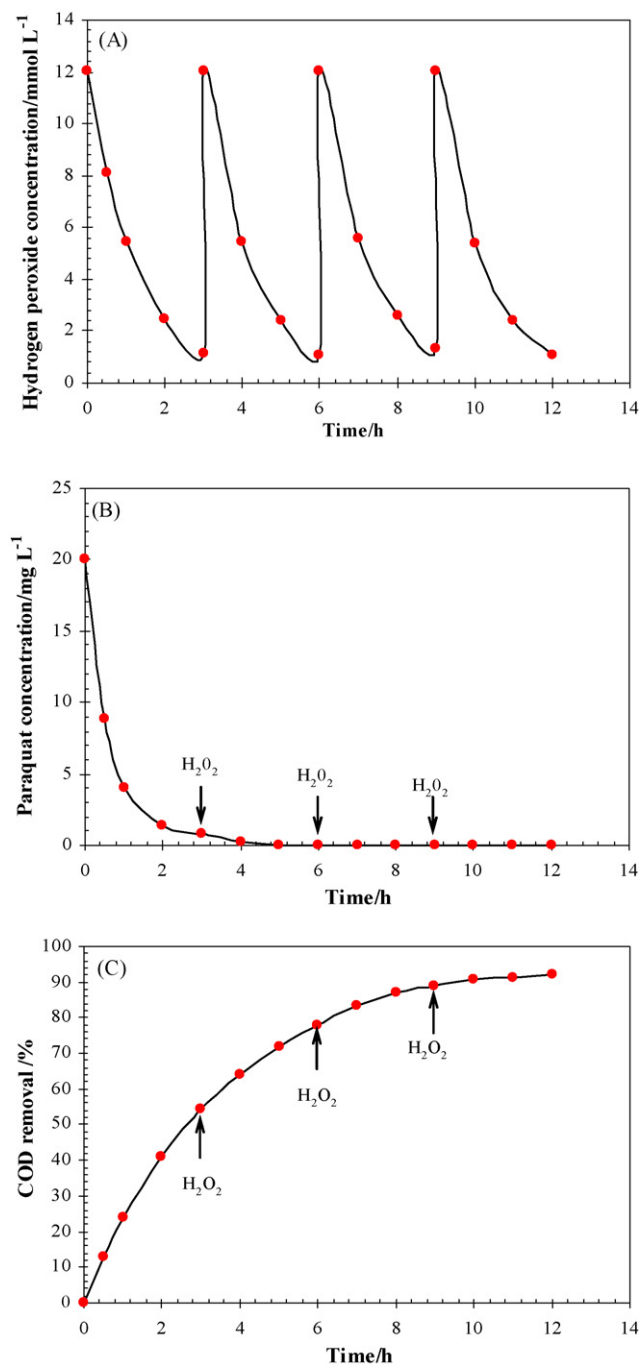 (A)
Hydrogen peroxide concentration/mmol L⁻¹
14
12
10
8
6
4
2
0
0 2 4 6 8 10 12 14
Time/h
(B)
Paraquat concentration/mg L⁻¹
25
20
15
10
5
0
H₂0₂ H₂0₂ H₂0₂
0 2 4 6 8 10 12 14
Time/h
(C)
COD removal /%
100
90
80
70
60
50
40
30
20
10
0
H₂O₂
H₂O₂
H₂O₂
0 2 4 6 8 10 12 14
Time/h